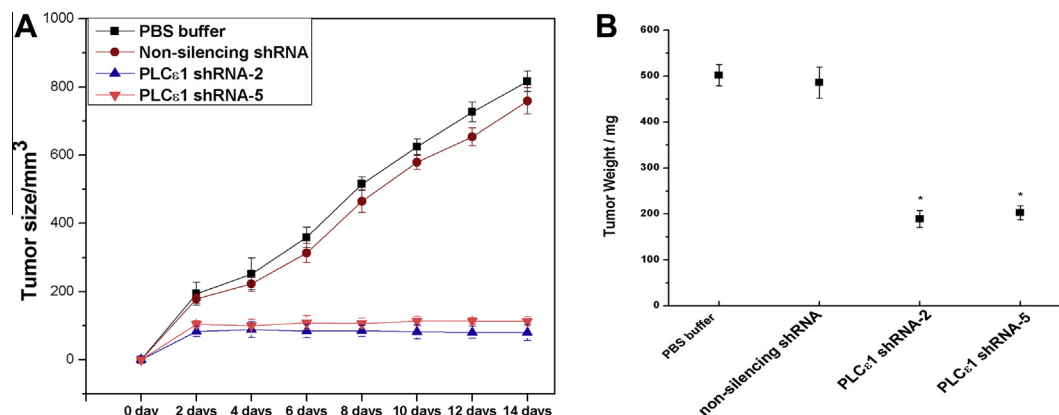 A
Tumor size/mm3
1000
800
600
400
200
0
PBS buffer
Non-silencing shRNA
PLCε1 shRNA-2
PLCε1 shRNA-5
0 day 2 days 4 days 6 days 8 days 10 days 12 days 14 days
B
Tumor Weight / mg
600
500
400
300
200
100
0
* *
PBS buffer
non-silencing shRNA
PLCε1 shRNA-2
PLCε1 shRNA-5